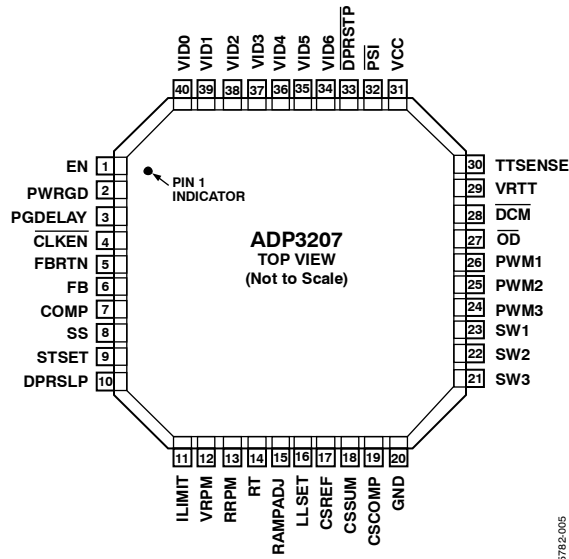 VID0
VID1
VID2
VID3
VID4
VID5
VID6
DPRSTP
PSI
VCC
40 39 38 37 36 35 34 33 32 31
EN 1
PWRGD 2
PGDELAY 3
CLKEN 4
FBRTN 5
FB 6
COMP 7
SS 8
STSET 9
DPRSLP 10
PIN 1
INDICATOR
ADP3207
TOP VIEW
(Not to Scale)
30 TTSENSE
29 VRTT
28 DCM
27 OD
26 PWM1
25 PWM2
24 PWM3
23 SW1
22 SW2
21 SW3
11 12 13 14 15 16 17 18 19 20
ILIMIT
VRPM
RRPM
RT
RAMPADJ
LLSET
CSREF
CSSUM
CSCOMP
GND